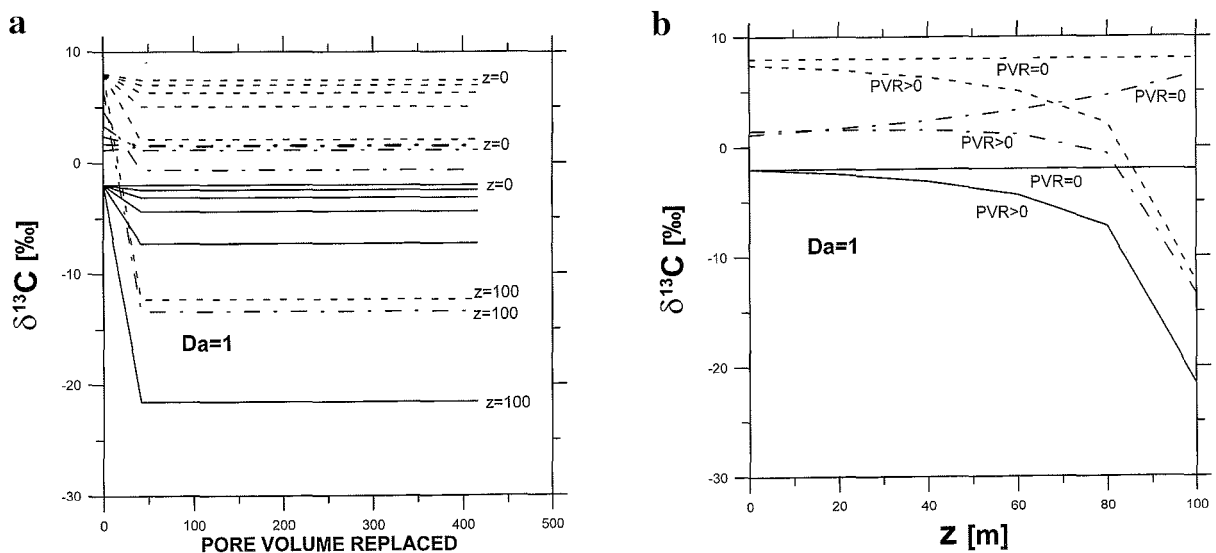 a
10
0
-10
-20
-30
δ¹³C [‰]
z=0
z=0
z=0
z=100
z=100
z=100
Da=1
0
100
200
300
400
500
PORE VOLUME REPLACED
b
10
0
-10
-20
-30
δ¹³C [‰]
PVR=0
PVR>0
PVR=0
PVR>0
PVR=0
PVR>0
Da=1
0
20
40
60
80
100
z [m]